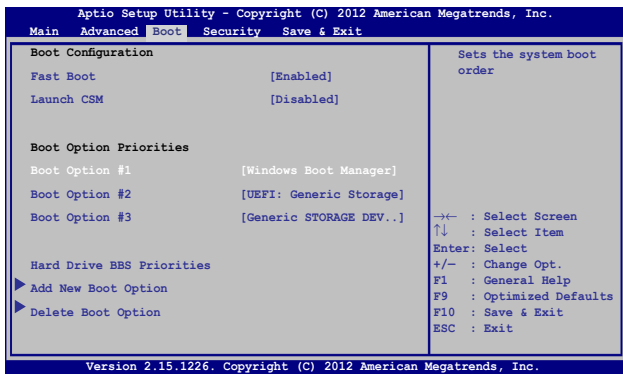 Aptio Setup Utility - Copyright (C) 2012 American Megatrends, Inc.
Main Advanced Boot Security Save & Exit
Boot Configuration
Fast Boot [Enabled]
Launch CSM [Disabled]
Boot Option Priorities
Boot Option #1 [Windows Boot Manager]
Boot Option #2 [UEFI: Generic Storage]
Boot Option #3 [Generic STORAGE DEV..]
Hard Drive BBS Priorities
Add New Boot Option
Delete Boot Option
Sets the system boot
order
→← : Select Screen
↑↓ : Select Item
Enter: Select
+/— : Change Opt.
F1 : General Help
F9 : Optimized Defaults
F10 : Save & Exit
ESC : Exit
Version 2.15.1226. Copyright (C) 2012 American Megatrends, Inc.